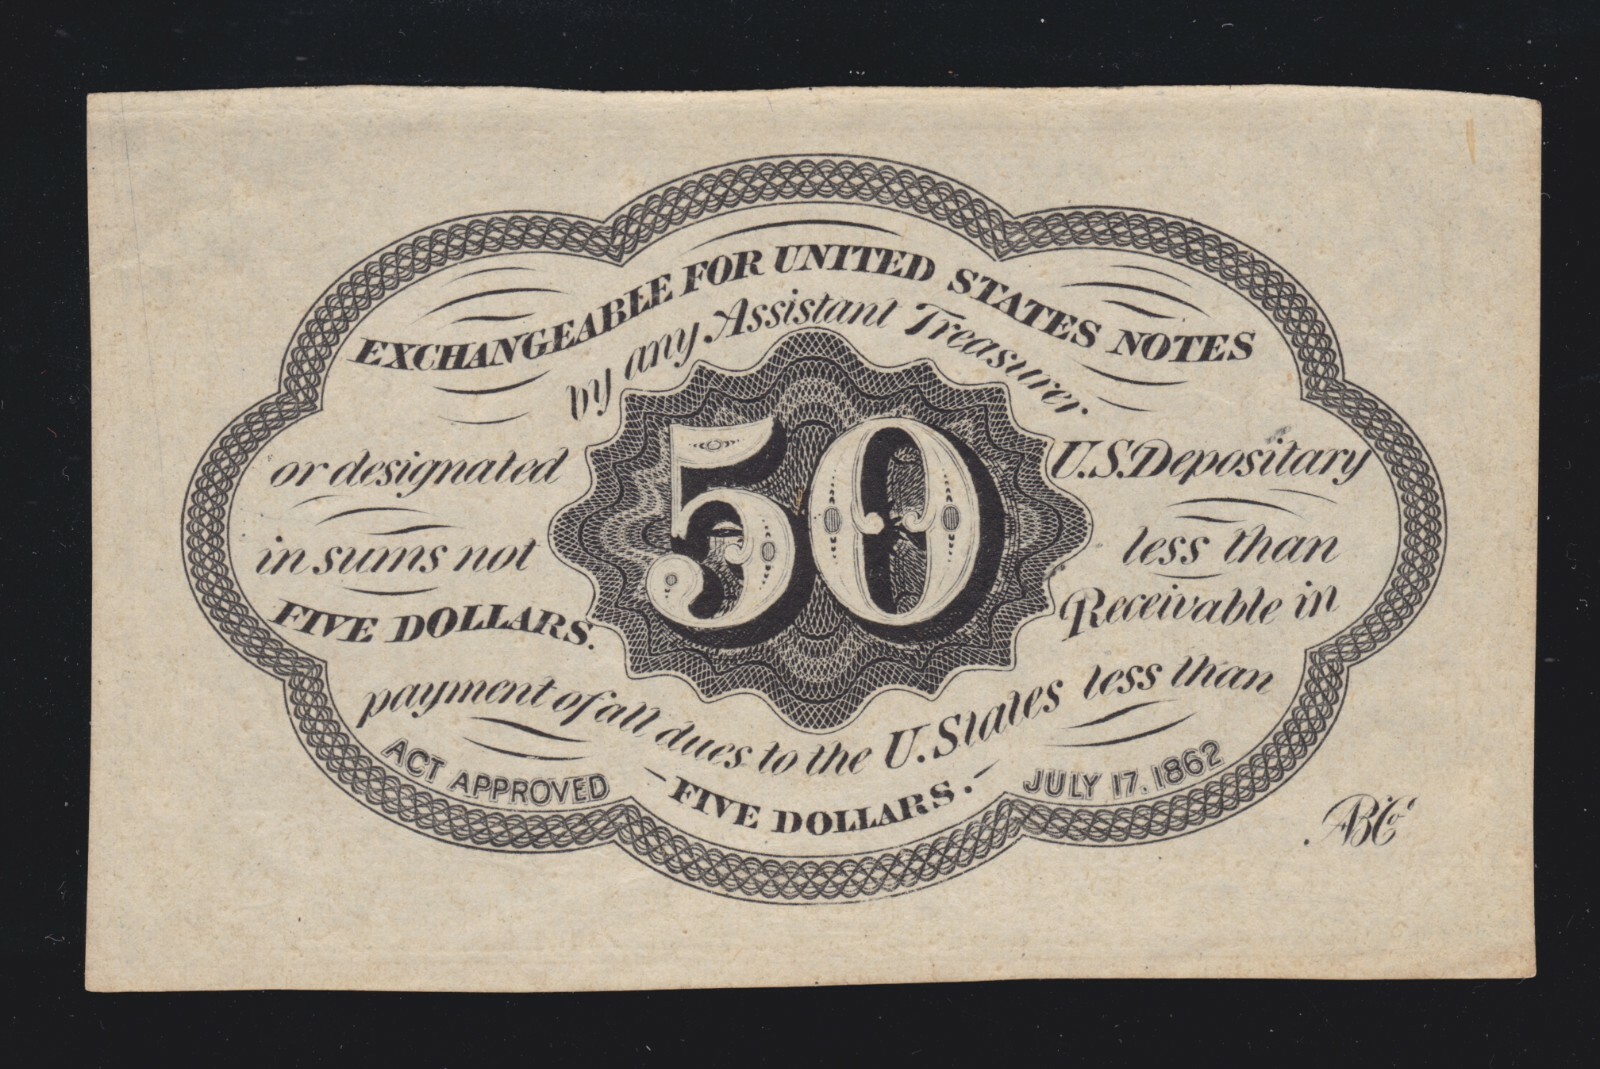 EXCHANGEABLE FOR UNITED STATES NOTES
by any Assistant Treasurer
or designated U.S. Depositary
in sums not less than
FIVE DOLLARS. Receivable in
payment of all dues to the U. States less than
FIVE DOLLARS.
50
ACT APPROVED JULY 17. 1862
ABCo